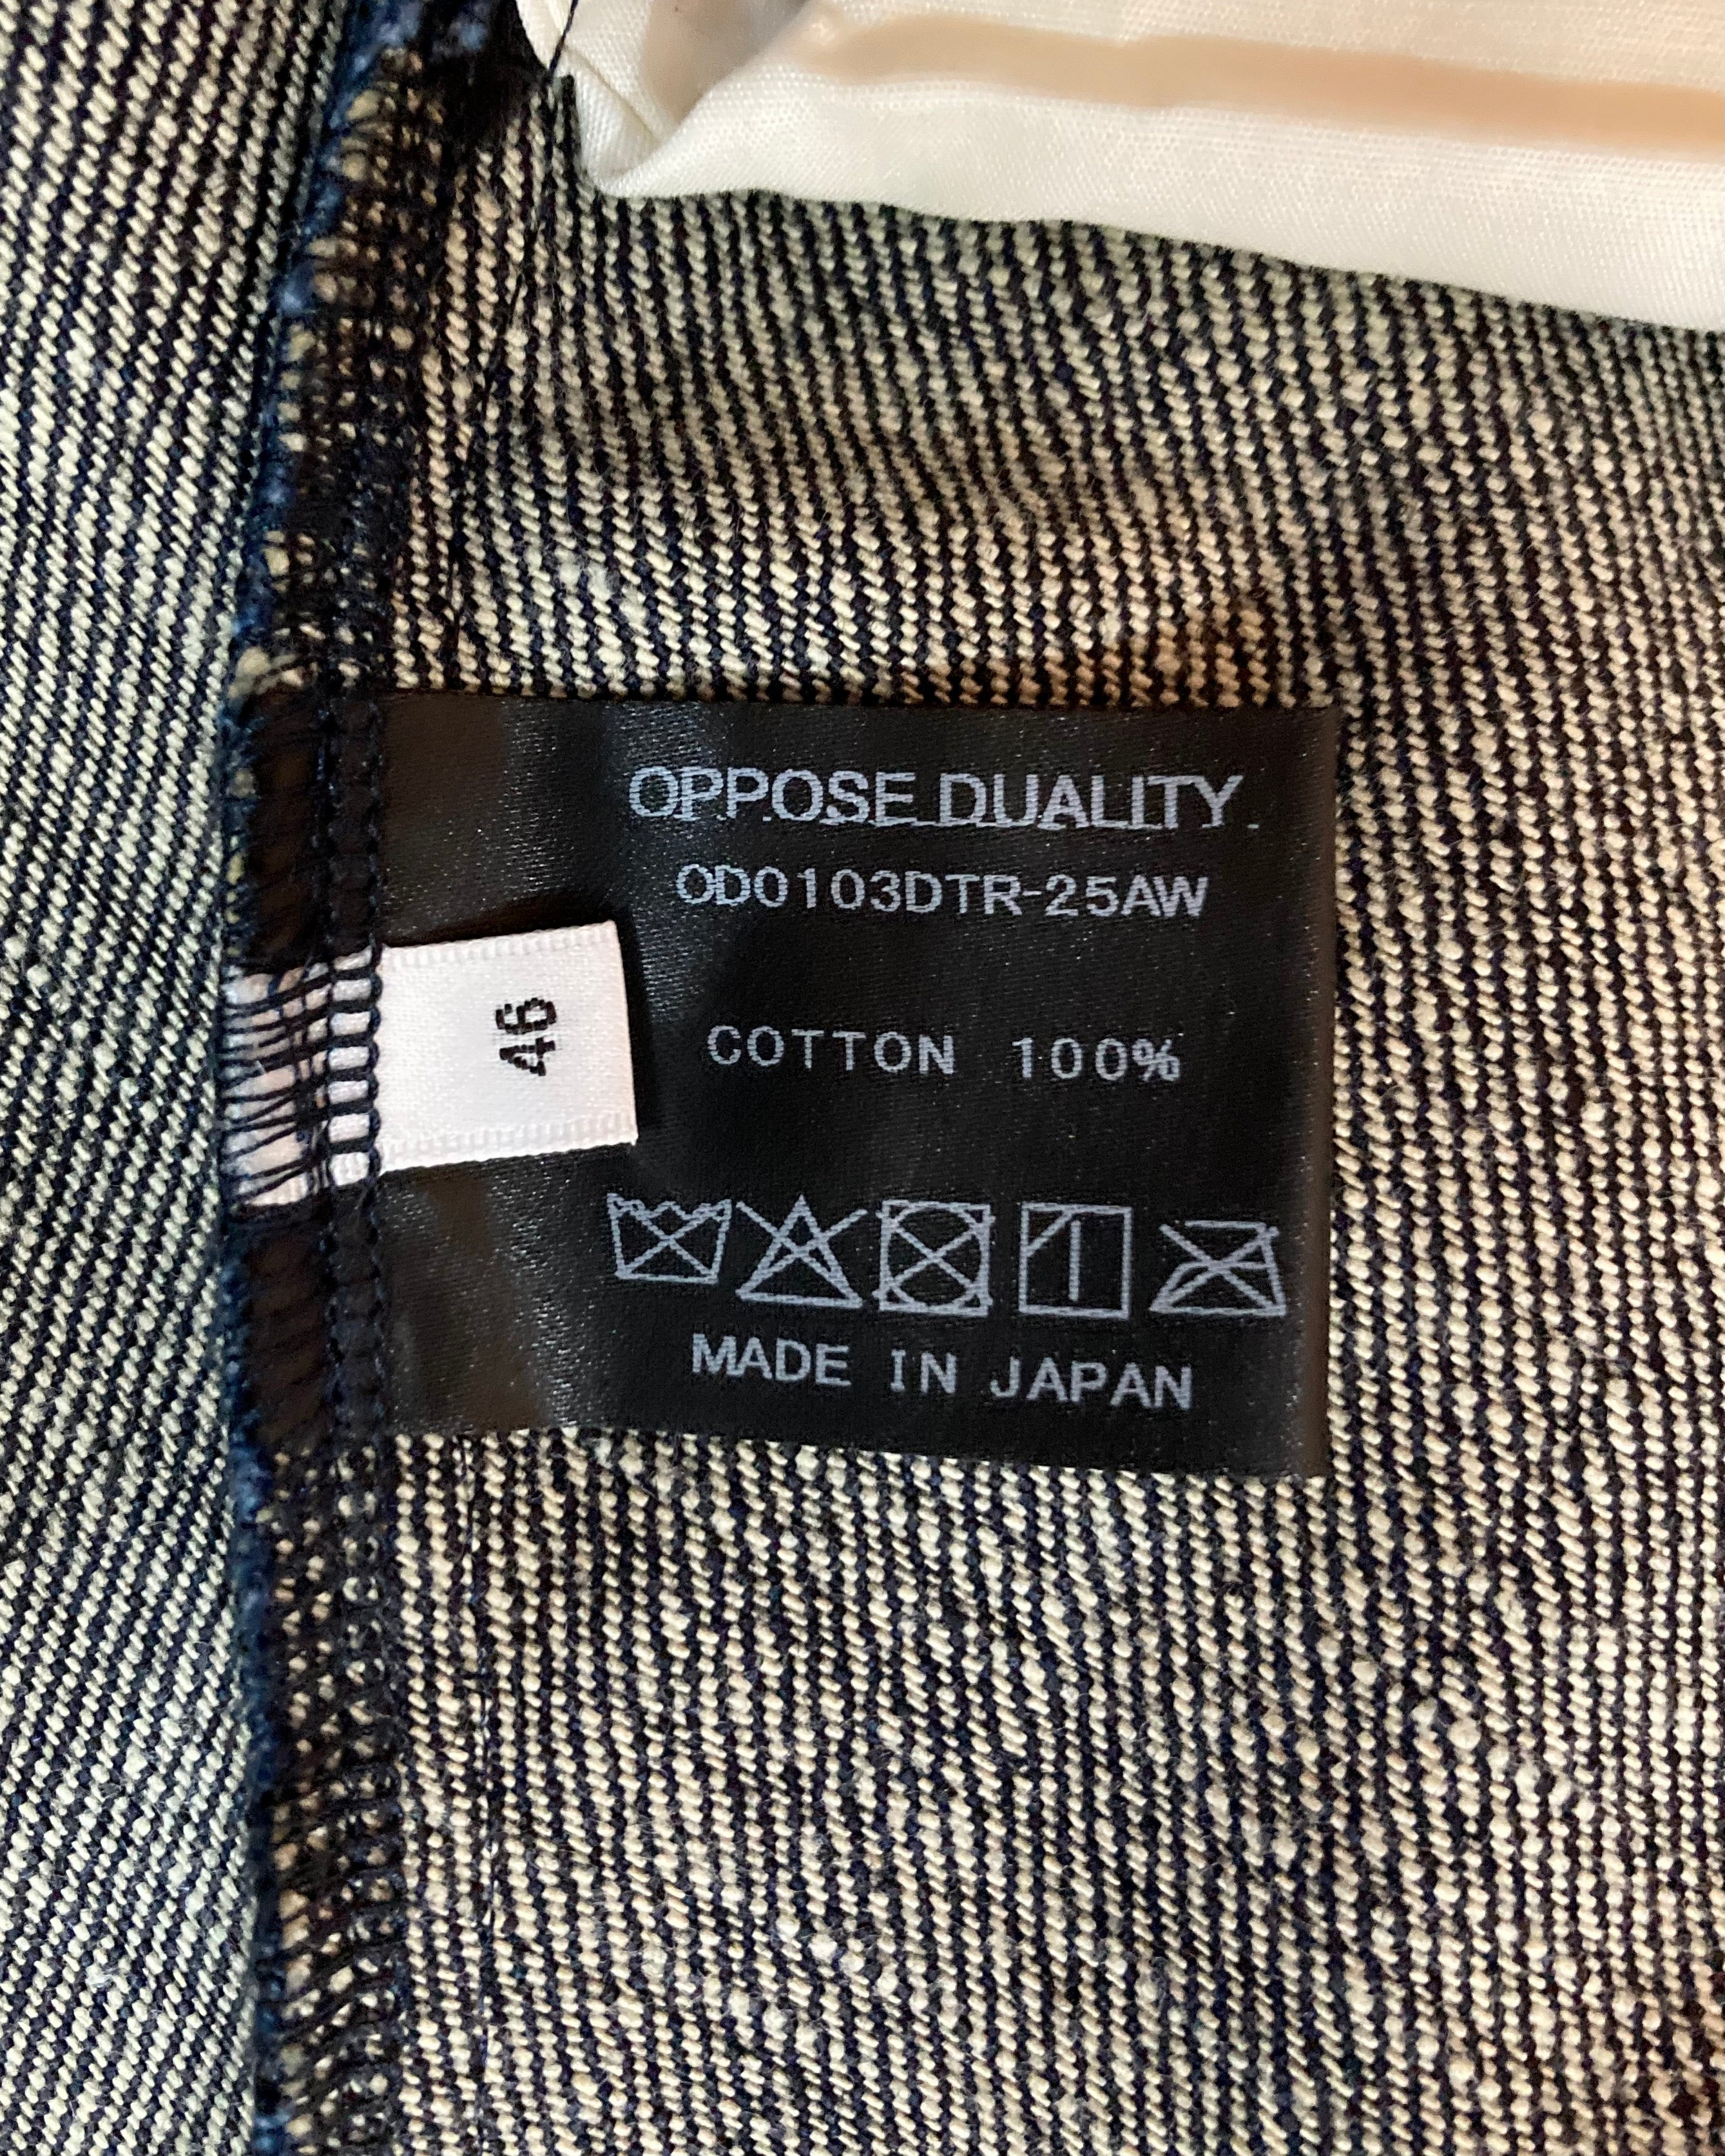 OPPOSE.DUALITY.
OD0103DTR-25AW
46
COTTON 100%
MADE IN JAPAN